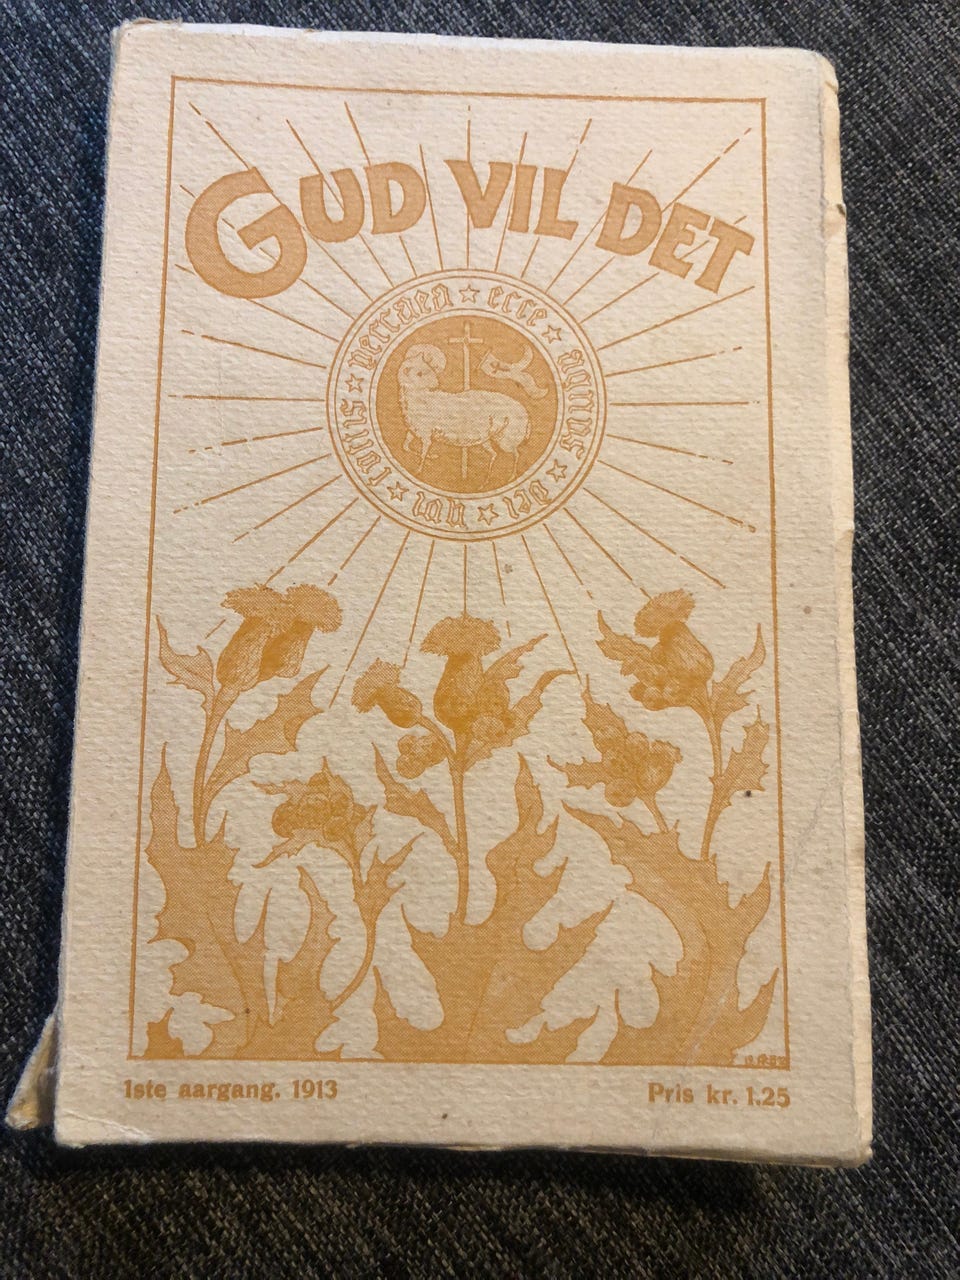 GUD VIL DET
ecce ☆ agnus ☆ dei ☆ qui ☆ tollis ☆ peccata ☆
1ste aargang. 1913
Pris kr. 1.25